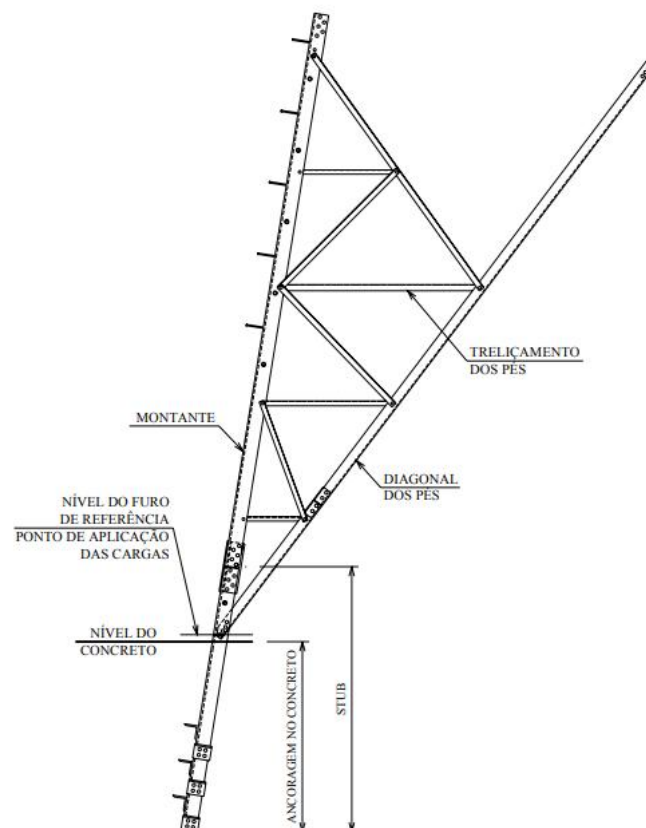 TRELIÇAMENTO
DOS PÉS
MONTANTE
DIAGONAL
DOS PÉS
NÍVEL DO FURO
DE REFERÊNCIA
PONTO DE APLICAÇÃO
DAS CARGAS
NÍVEL DO
CONCRETO
ANCORAGEM NO CONCRETO
STUB